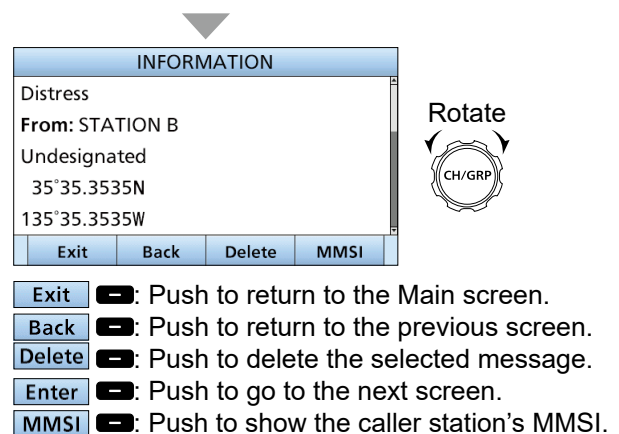 INFORMATION
Distress
From: STATION B
Undesignated
35°35.3535N
135°35.3535W
Exit Back Delete MMSI
Rotate
CH/GRP
Exit : Push to return to the Main screen.
Back : Push to return to the previous screen.
Delete : Push to delete the selected message.
Enter : Push to go to the next screen.
MMSI : Push to show the caller station's MMSI.